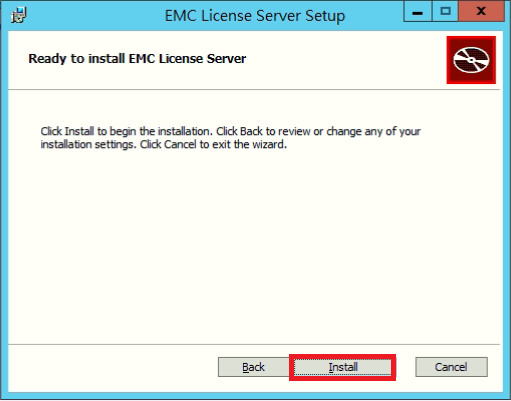 EMC License Server Setup
Ready to install EMC License Server
Click Install to begin the installation. Click Back to review or change any of your
installation settings. Click Cancel to exit the wizard.
Back Install Cancel